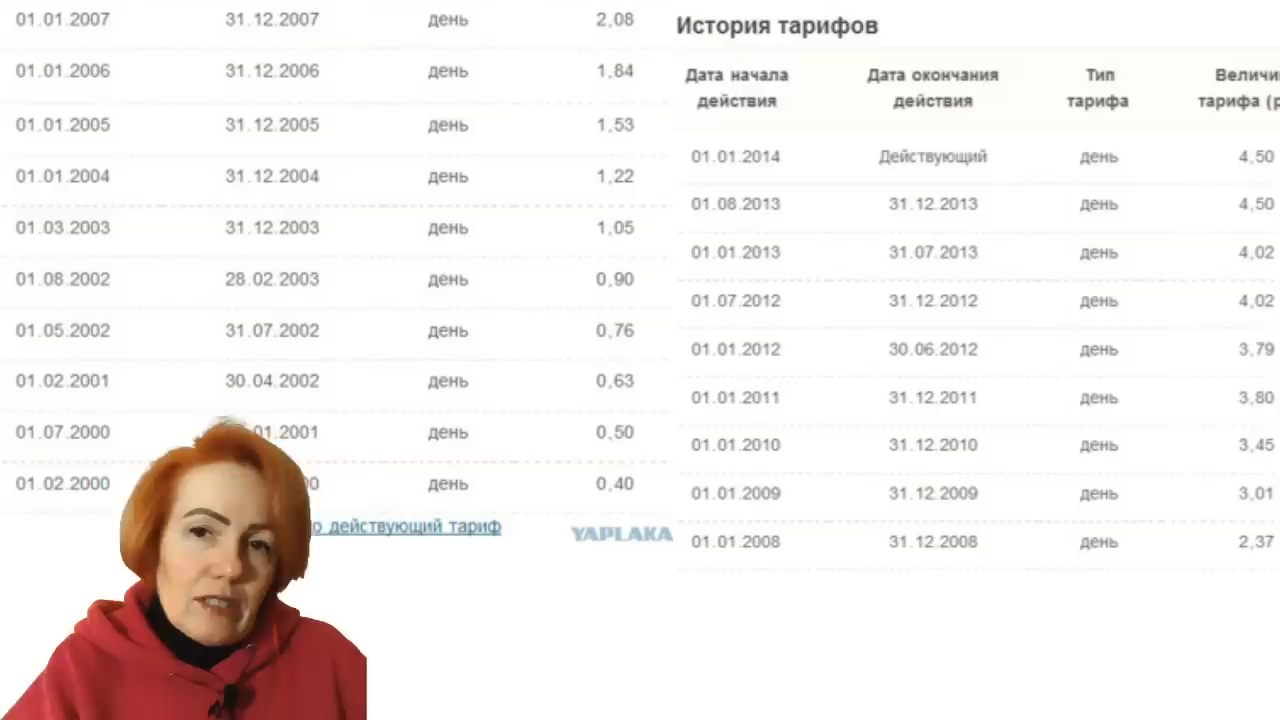 01.01.2007 31.12.2007 день 2,08
01.01.2006 31.12.2006 день 1,84
01.01.2005 31.12.2005 день 1,53
01.01.2004 31.12.2004 день 1,22
01.03.2003 31.12.2003 день 1,05
01.08.2002 28.02.2003 день 0,90
01.05.2002 31.07.2002 день 0,76
01.02.2001 30.04.2002 день 0,63
01.07.2000 01.2001 день 0,50
01.02.2000 день 0,40
действующий тариф
YAPLAKA
История тарифов
Дата начала Дата окончания Тип
действия действия тарифа тарифа
01.01.2014 Действующий день 4,50
01.08.2013 31.12.2013 день 4,50
01.01.2013 31.07.2013 день 4,02
01.07.2012 31.12.2012 день 4,02
01.01.2012 30.06.2012 день 3,79
01.01.2011 31.12.2011 день 3,80
01.01.2010 31.12.2010 день 3,45
01.01.2009 31.12.2009 день 3,01
01.01.2008 31.12.2008 день 2,37